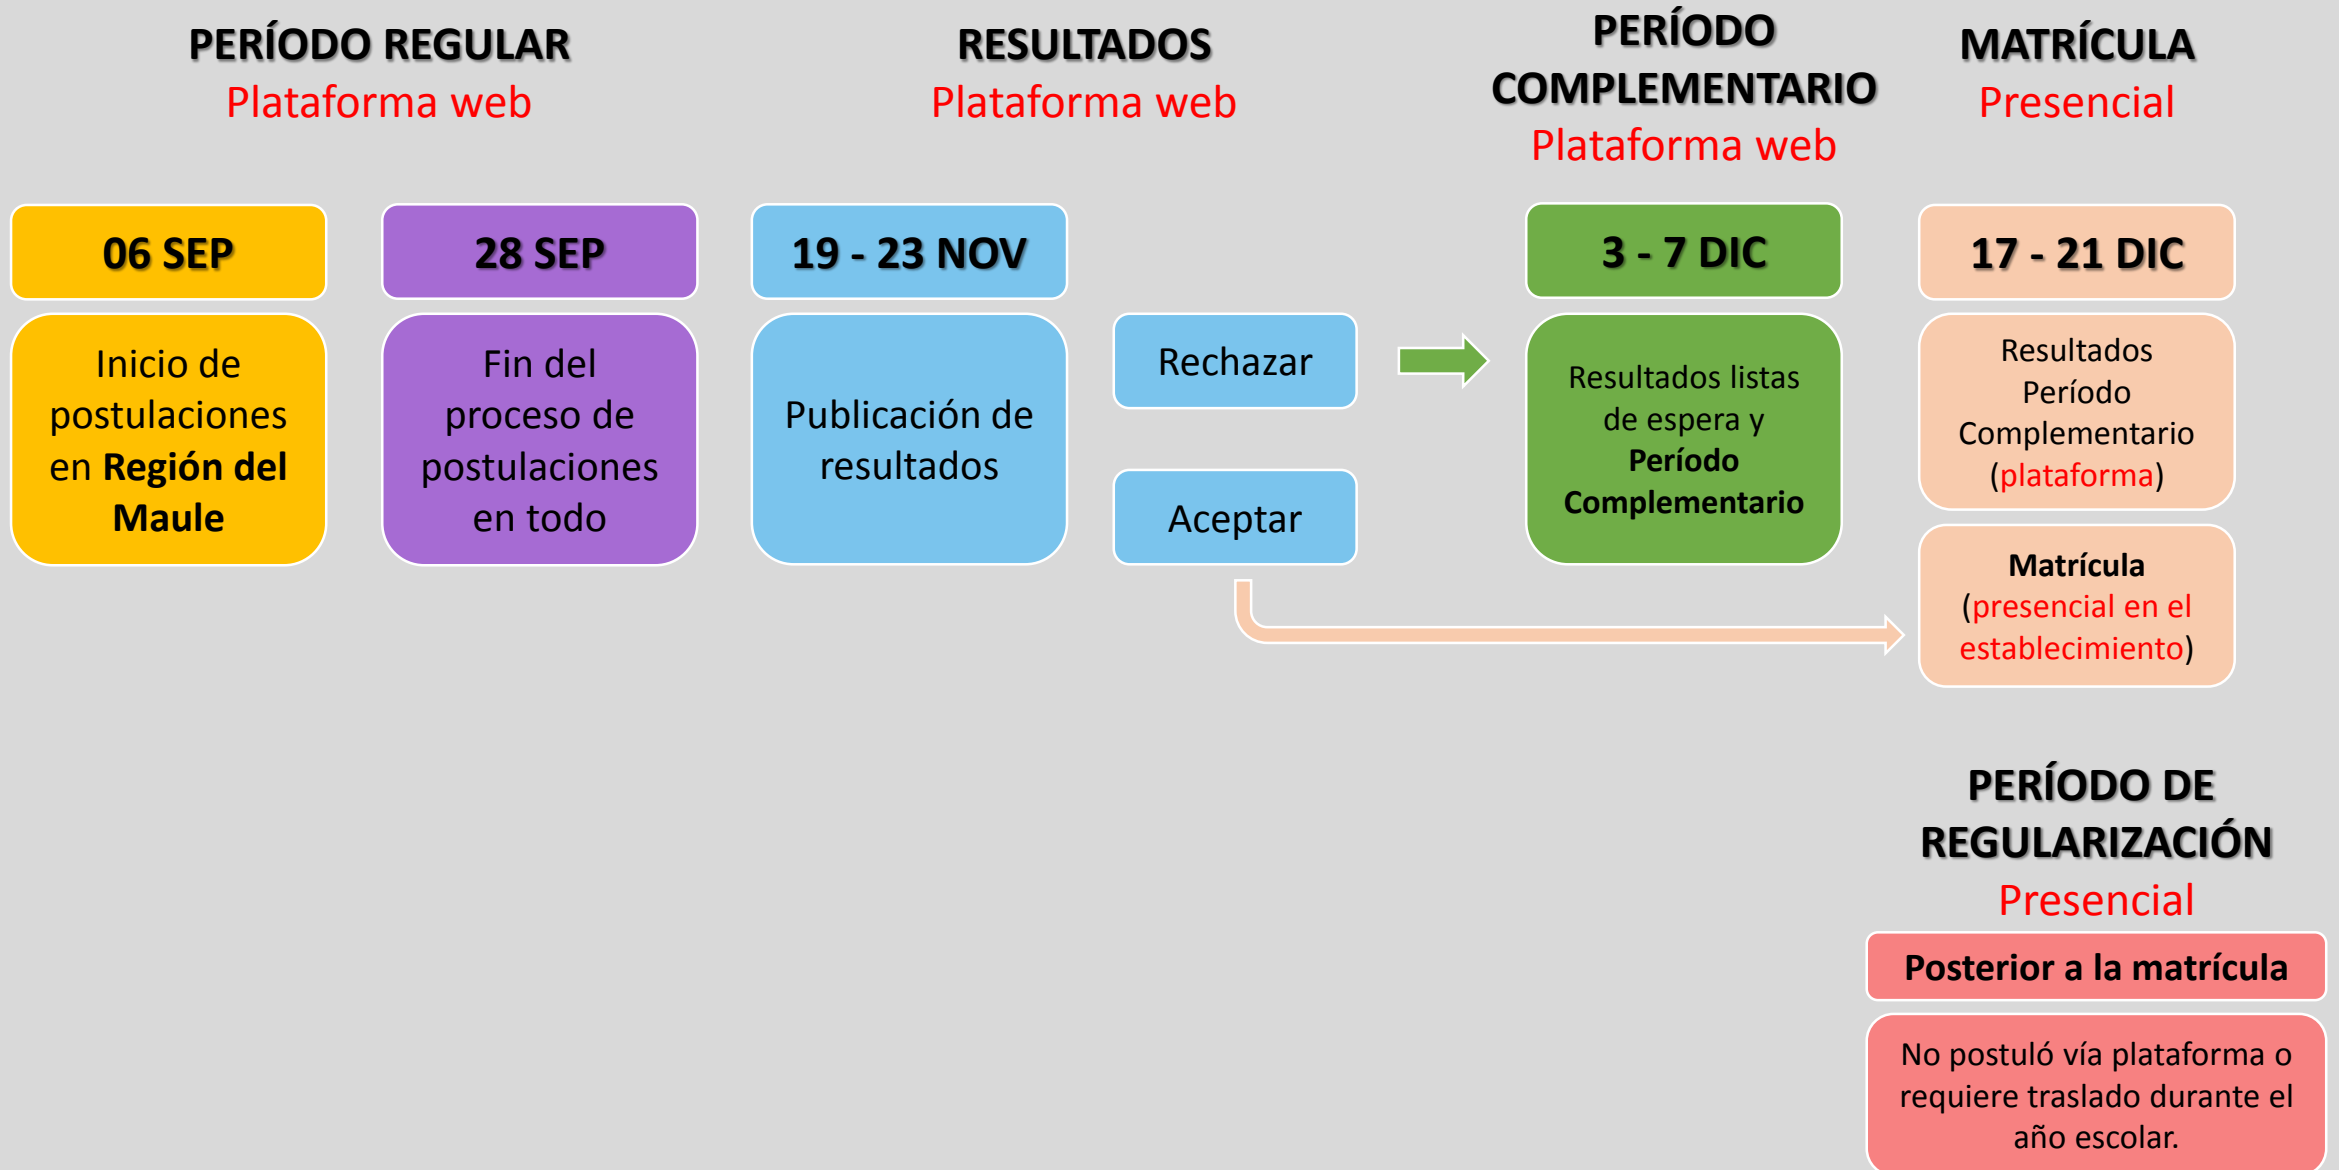 PERÍODO REGULAR
Plataforma web
RESULTADOS
Plataforma web
PERÍODO
COMPLEMENTARIO
Plataforma web
MATRÍCULA
Presencial
06 SEP
Inicio de
postulaciones
en Región del
Maule
28 SEP
Fin del
proceso de
postulaciones
en todo
19 - 23 NOV
Publicación de
resultados
Rechazar
Aceptar
3 - 7 DIC
Resultados listas
de espera y
Período
Complementario
17 - 21 DIC
Resultados
Período
Complementario
(plataforma)
Matrícula
(presencial en el
establecimiento)
PERÍODO DE
REGULARIZACIÓN
Presencial
Posterior a la matrícula
No postuló vía plataforma o
requiere traslado durante el
año escolar.